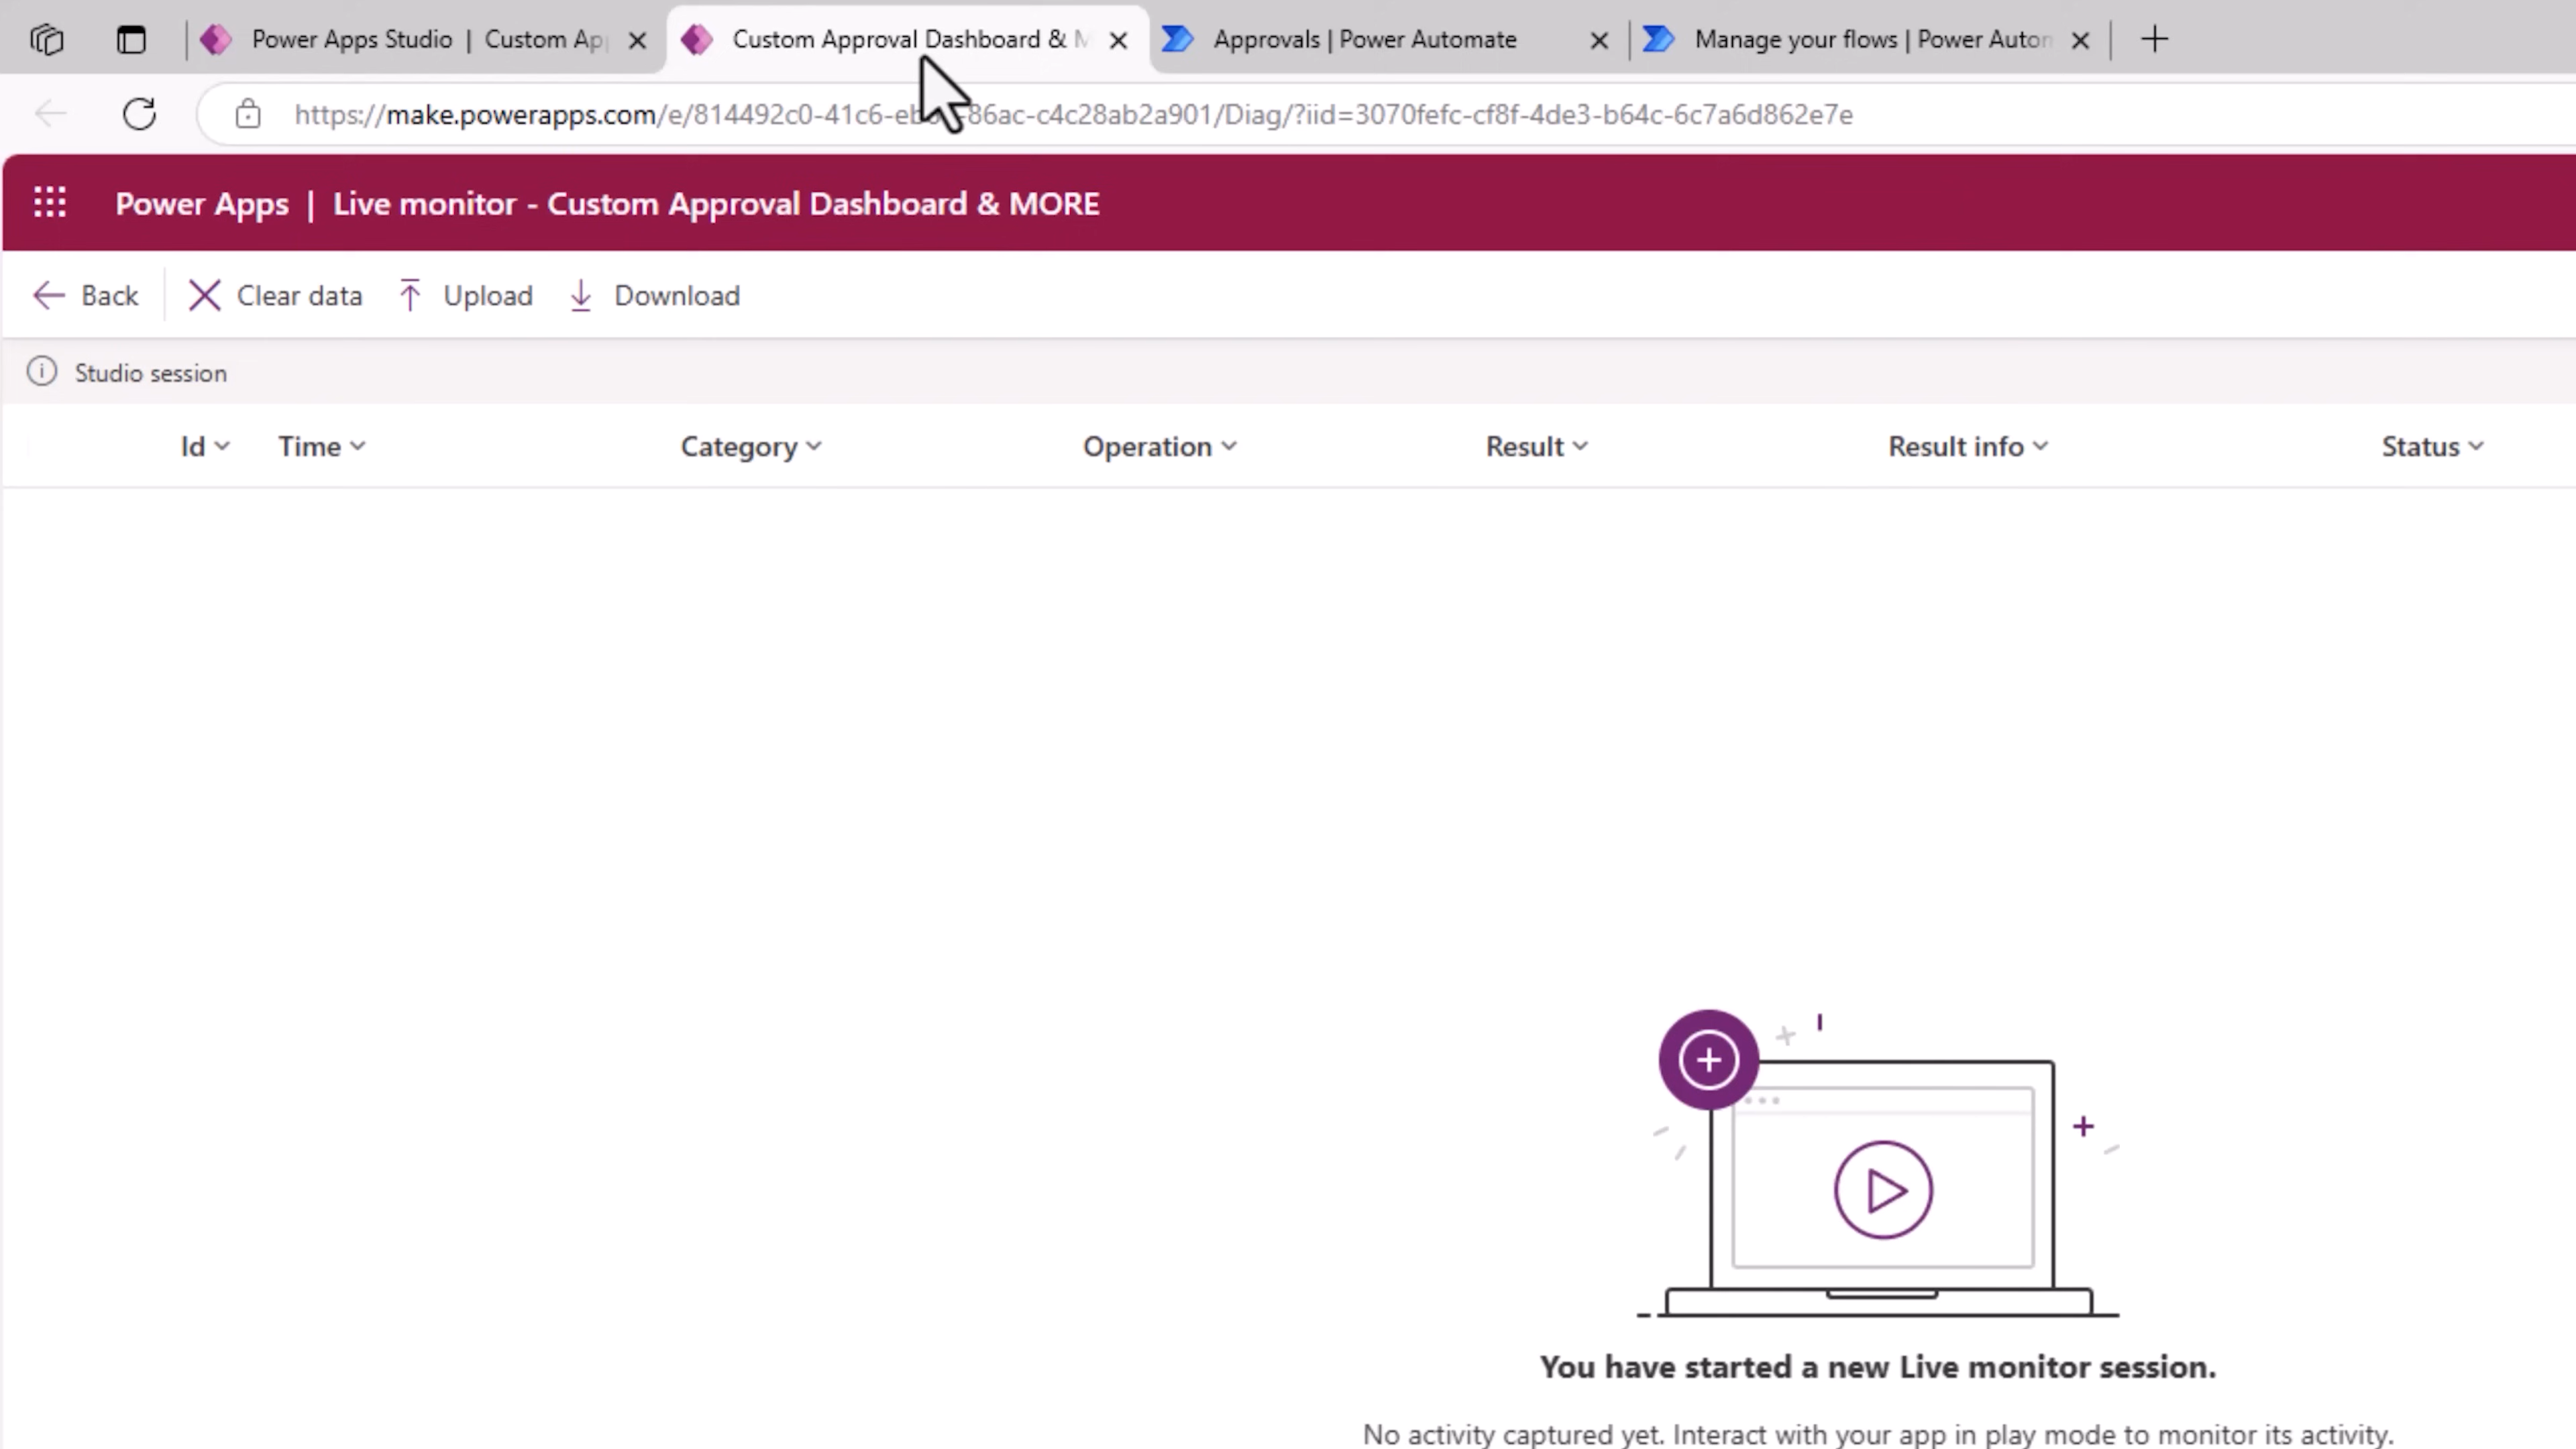 Power Apps Studio | Custom Ap
Custom Approval Dashboard &
Approvals | Power Automate
Manage your flows | Power Auton
https://make.powerapps.com/e/814492c0-41c6-eb 86ac-c4c28ab2a901/Diag/?iid=3070fefc-cf8f-4de3-b64c-6c7a6d862e7e
Power Apps | Live monitor - Custom Approval Dashboard & MORE
Back
Clear data
Upload
Download
Studio session
Id
Time
Category
Operation
Result
Result info
Status
You have started a new Live monitor session.
No activity captured yet. Interact with your app in play mode to monitor its activity.